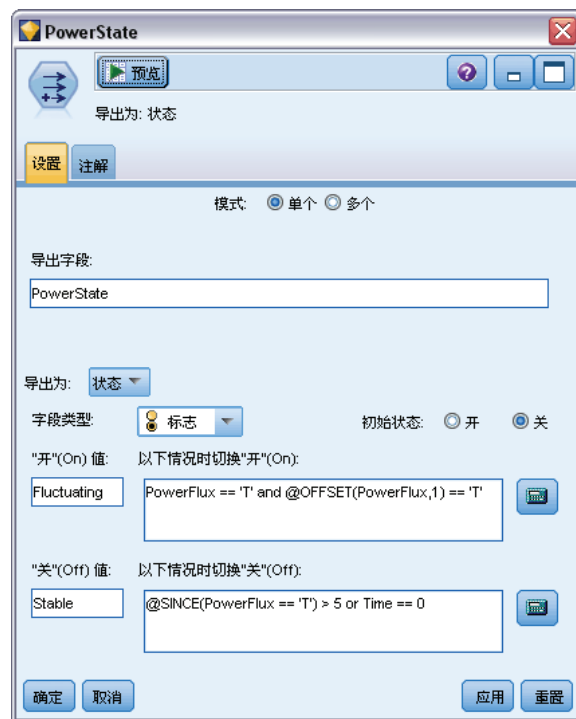 PowerState
预览
导出为: 状态
设置 注解
模式: 单个 多个
导出字段:
PowerState
导出为: 状态
字段类型: 标志 初始状态: 开 关
"开"(On) 值: 以下情况时切换"开"(On):
Fluctuating PowerFlux == 'T' and @OFFSET(PowerFlux,1) == 'T'
"关"(Off) 值: 以下情况时切换"关"(Off):
Stable @SINCE(PowerFlux == 'T') > 5 or Time == 0
确定 取消 应用 重置